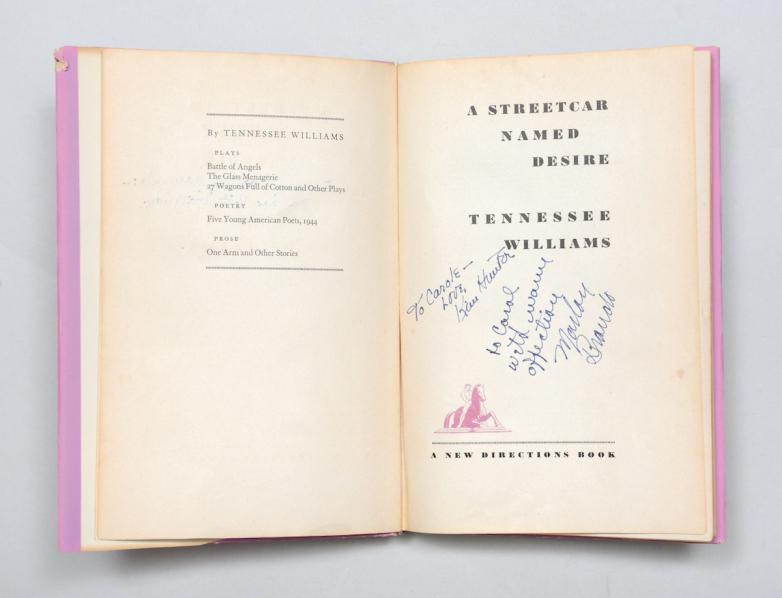 By TENNESSEE WILLIAMS
PLAYS
Battle of Angels
The Glass Menagerie
27 Wagons Full of Cotton and Other Plays
POETRY
Five Young American Poets, 1944
PROSE
One Arm and Other Stories
A STREETCAR
NAMED
DESIRE
TENNESSEE
WILLIAMS
To Carole—
Love,
Kim Hunter
to Carol
with warm
affection
Marlon
Brando
A NEW DIRECTIONS BOOK